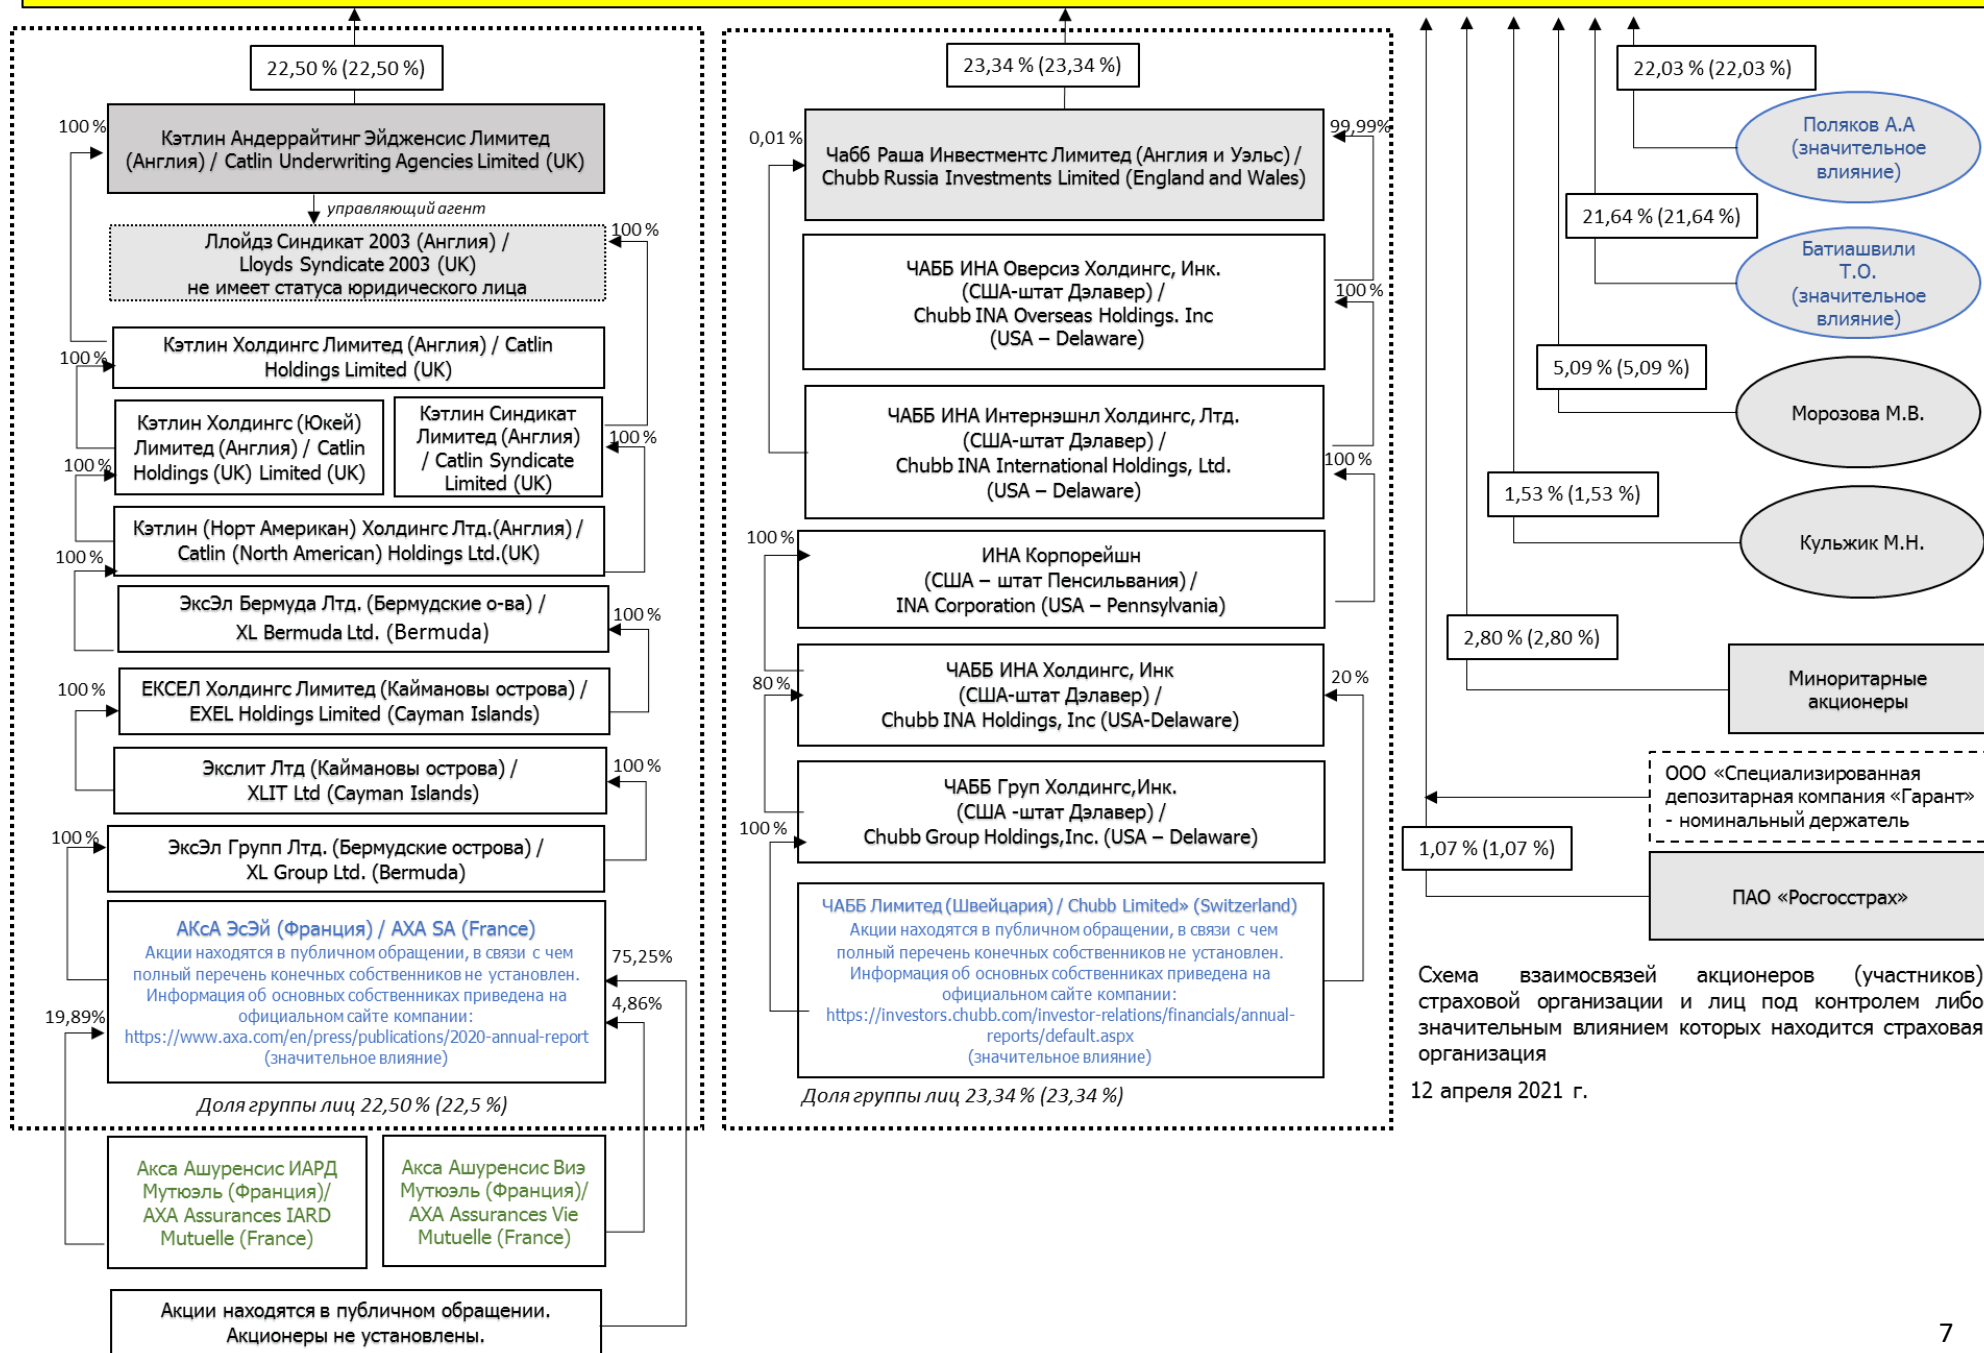 22,50 % (22,50 %)
100 %
Кэтлин Андеррайтинг Эйдженсис Лимитед
(Англия) / Catlin Underwriting Agencies Limited (UK)
управляющий агент
Ллойдз Синдикат 2003 (Англия) /
Lloyds Syndicate 2003 (UK)
не имеет статуса юридического лица
100 %
Кэтлин Холдингс Лимитед (Англия) / Catlin
Holdings Limited (UK)
100 %
Кэтлин Холдингс (Юкей)
Лимитед (Англия) / Catlin
Holdings (UK) Limited (UK)
100 %
Кэтлин Синдикат
Лимитед (Англия)
/ Catlin Syndicate
Limited (UK)
100 %
Кэтлин (Норт Американ) Холдингс Лтд.(Англия) /
Catlin (North American) Holdings Ltd.(UK)
100 %
ЭксЭл Бермуда Лтд. (Бермудские о-ва) /
XL Bermuda Ltd. (Bermuda)
100 %
100 %
ЕКСЕЛ Холдингс Лимитед (Каймановы острова) /
EXEL Holdings Limited (Cayman Islands)
Экслит Лтд (Каймановы острова) /
XLIT Ltd (Cayman Islands)
100 %
100 %
ЭксЭл Групп Лтд. (Бермудские острова) /
XL Group Ltd. (Bermuda)
АКсА ЭсЭй (Франция) / AXA SA (France)
Акции находятся в публичном обращении, в связи с чем
полный перечень конечных собственников не установлен.
Информация об основных собственниках приведена на
официальном сайте компании:
https://www.axa.com/en/press/publications/2020-annual-report
(значительное влияние)
75,25%
4,86%
19,89%
Доля группы лиц 22,50 % (22,5 %)
Акса Ашуренсис ИАРД
Мутюэль (Франция)/
AXA Assurances IARD
Mutuelle (France)
Акса Ашуренсис Виэ
Мутюэль (Франция)/
AXA Assurances Vie
Mutuelle (France)
Акции находятся в публичном обращении.
Акционеры не установлены.
23,34 % (23,34 %)
0,01 %
99,99%
Чабб Раша Инвестментс Лимитед (Англия и Уэльс) /
Chubb Russia Investments Limited (England and Wales)
ЧАББ ИНА Оверсиз Холдингс, Инк.
(США-штат Дэлавер) /
Chubb INA Overseas Holdings. Inc
(USA – Delaware)
100 %
ЧАББ ИНА Интернэшнл Холдингс, Лтд.
(США-штат Дэлавер) /
Chubb INA International Holdings, Ltd.
(USA – Delaware)
100 %
100 %
ИНА Корпорейшн
(США – штат Пенсильвания) /
INA Corporation (USA – Pennsylvania)
80 %
ЧАББ ИНА Холдингс, Инк
(США-штат Дэлавер) /
Chubb INA Holdings, Inc (USA-Delaware)
20 %
ЧАББ Груп Холдингс,Инк.
(США -штат Дэлавер) /
Chubb Group Holdings,Inc. (USA – Delaware)
100 %
ЧАББ Лимитед (Швейцария) / Chubb Limited» (Switzerland)
Акции находятся в публичном обращении, в связи с чем
полный перечень конечных собственников не установлен.
Информация об основных собственниках приведена на
официальном сайте компании:
https://investors.chubb.com/investor-relations/financials/annual-
reports/default.aspx
(значительное влияние)
Доля группы лиц 23,34 % (23,34 %)
22,03 % (22,03 %)
Поляков А.А
(значительное
влияние)
21,64 % (21,64 %)
Батиашвили
Т.О.
(значительное
влияние)
5,09 % (5,09 %)
Морозова М.В.
1,53 % (1,53 %)
Кульжик М.Н.
2,80 % (2,80 %)
Миноритарные
акционеры
ООО «Специализированная
депозитарная компания «Гарант»
- номинальный держатель
1,07 % (1,07 %)
ПАО «Росгосстрах»
Схема взаимосвязей акционеров (участников)
страховой организации и лиц под контролем либо
значительным влиянием которых находится страховая
организация
12 апреля 2021 г.
7